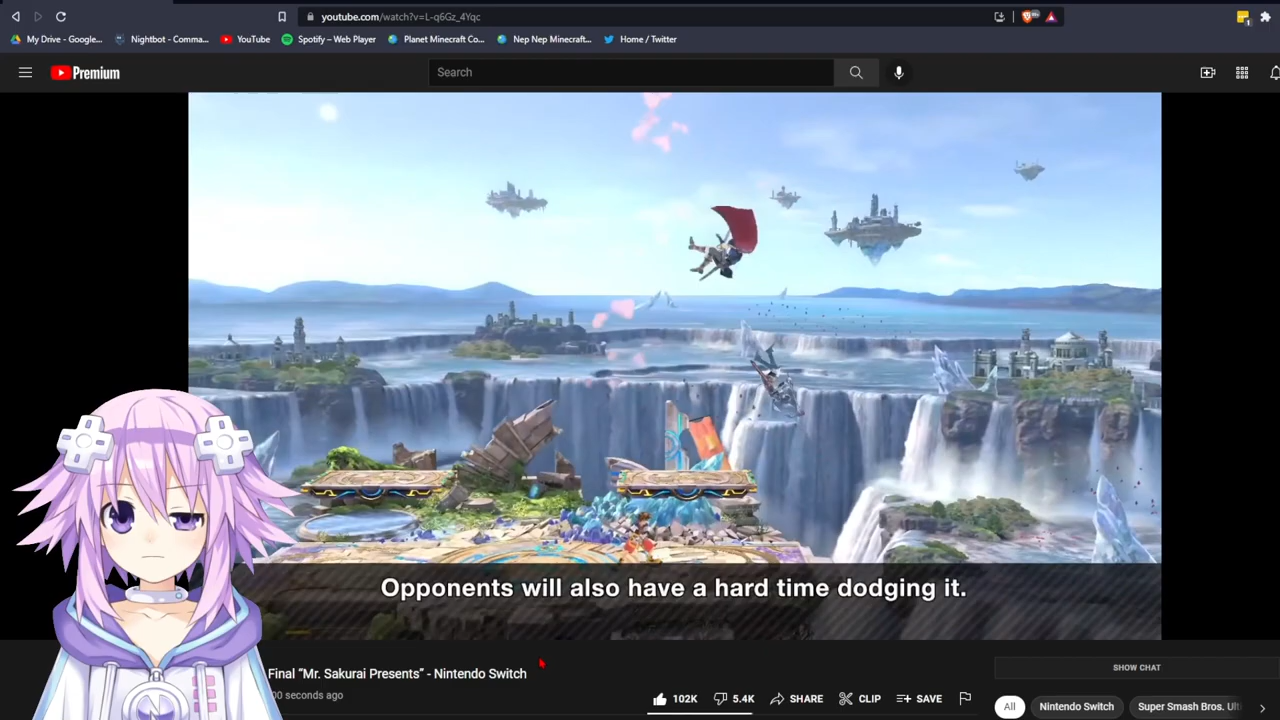 youtube.com/watch?v=L-q6Gz_4Yqc
My Drive - Google... Nightbot - Comma... YouTube Spotify – Web Player Planet Minecraft Co... Nep Nep Minecraft... Home / Twitter
Premium
Search
Opponents will also have a hard time dodging it.
Final “Mr. Sakurai Presents” - Nintendo Switch
00 seconds ago
102K 5.4K SHARE CLIP SAVE
SHOW CHAT
All Nintendo Switch Super Smash Bros. Ulti